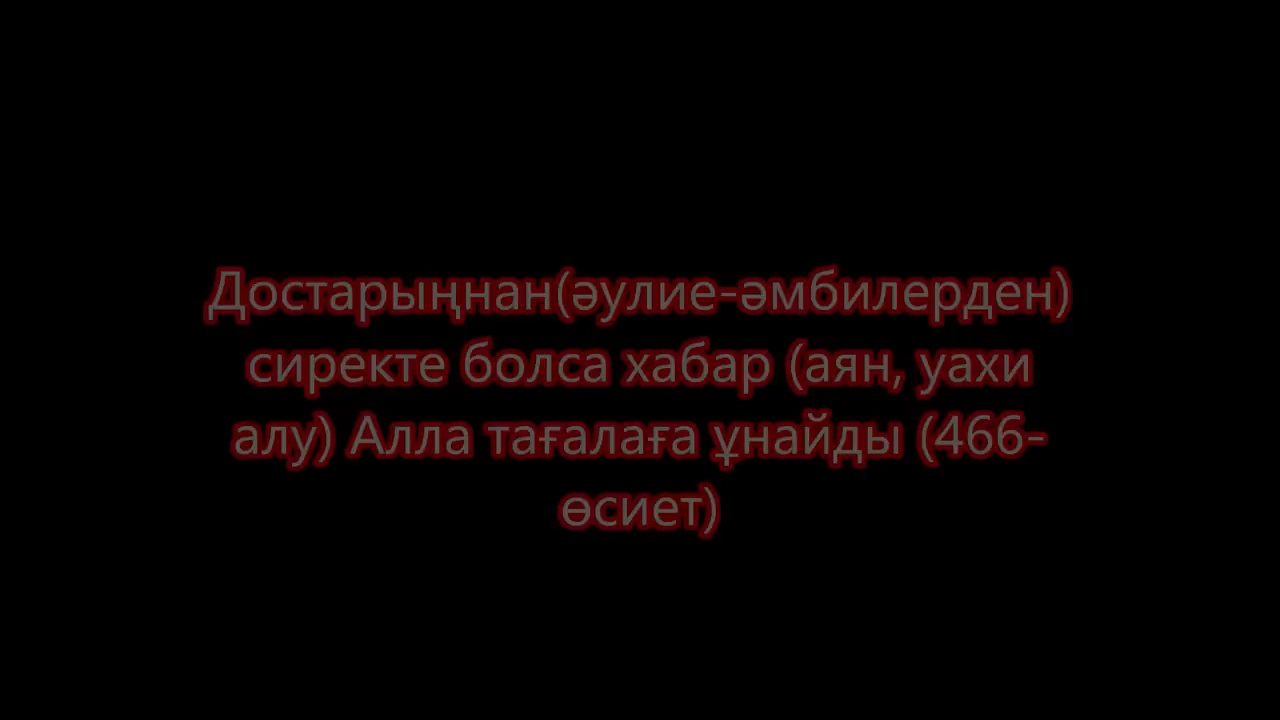 Достарыңнан(әулие-әмбилерден)
сиректе болса хабар (аян, уахи
алу) Алла тағалаға ұнайды (466-
өсиет)